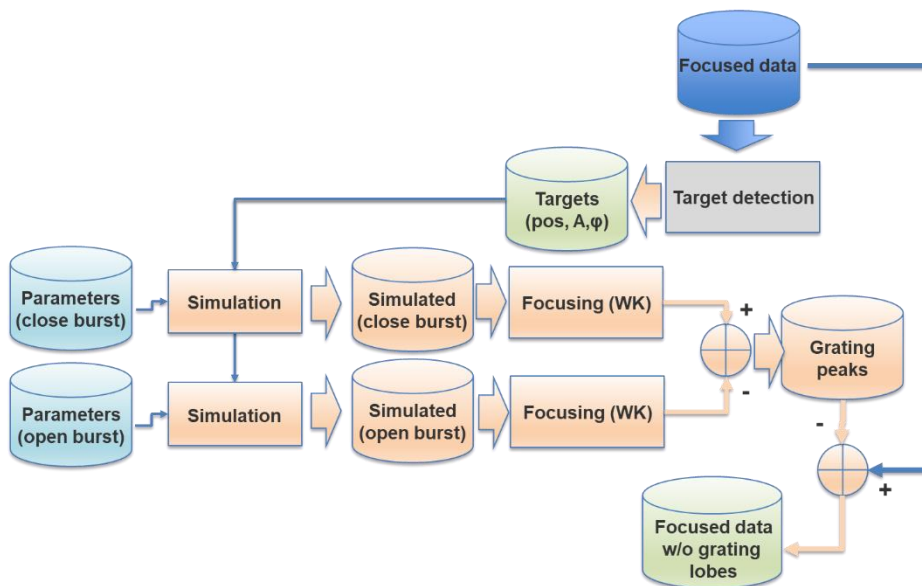 Focused data
Target detection
Targets
(pos, A,φ)
Parameters
(close burst)
Simulation
Simulated
(close burst)
Focusing (WK)
+
Grating
peaks
-
Parameters
(open burst)
Simulation
Simulated
(open burst)
Focusing (WK)
-
+
Focused data
w/o grating
lobes